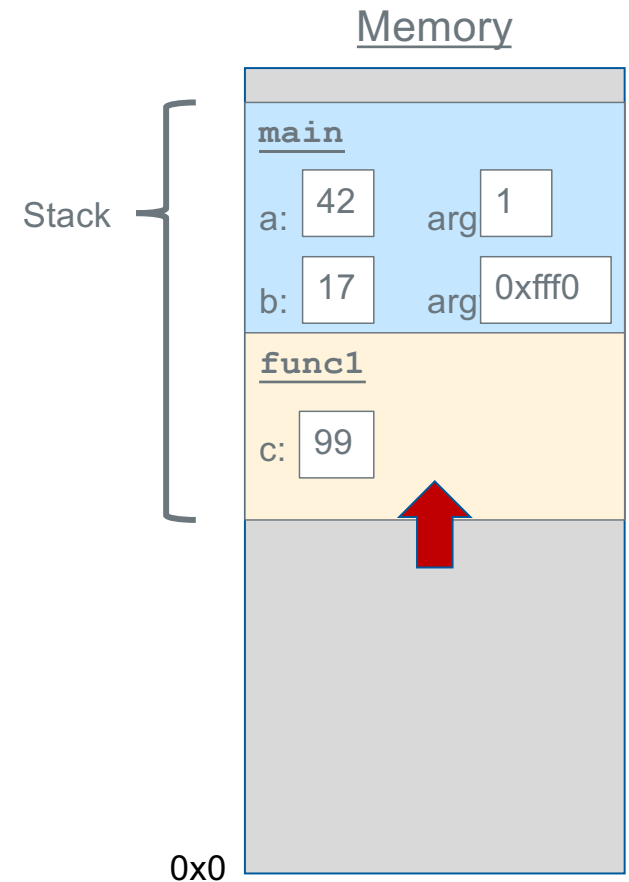 Memory
main
Stack
a: 42 arg 1
b: 17 arg 0xfff0
func1
c: 99
0x0